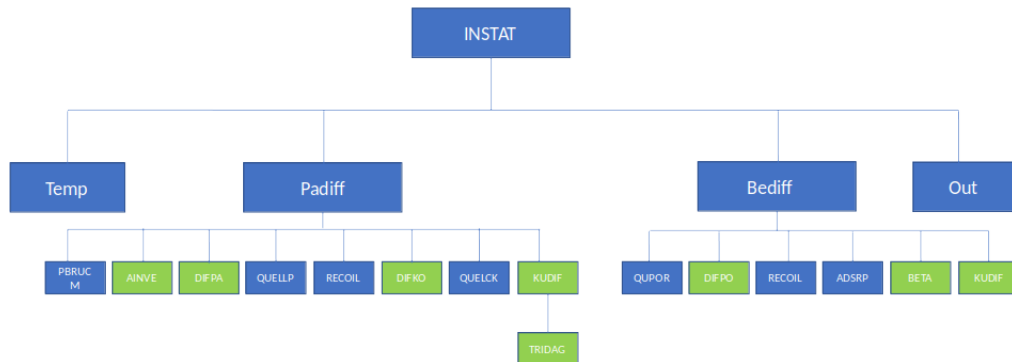 INSTAT
Temp
Padiff
Bediff
Out
PBRUC
M
AINVE
DIFPA
QUELLP
RECOIL
DIFKO
QUELCK
KUDIF
QUPOR
DIFPO
RECOIL
ADSRP
BETA
KUDIF
TRIDAG